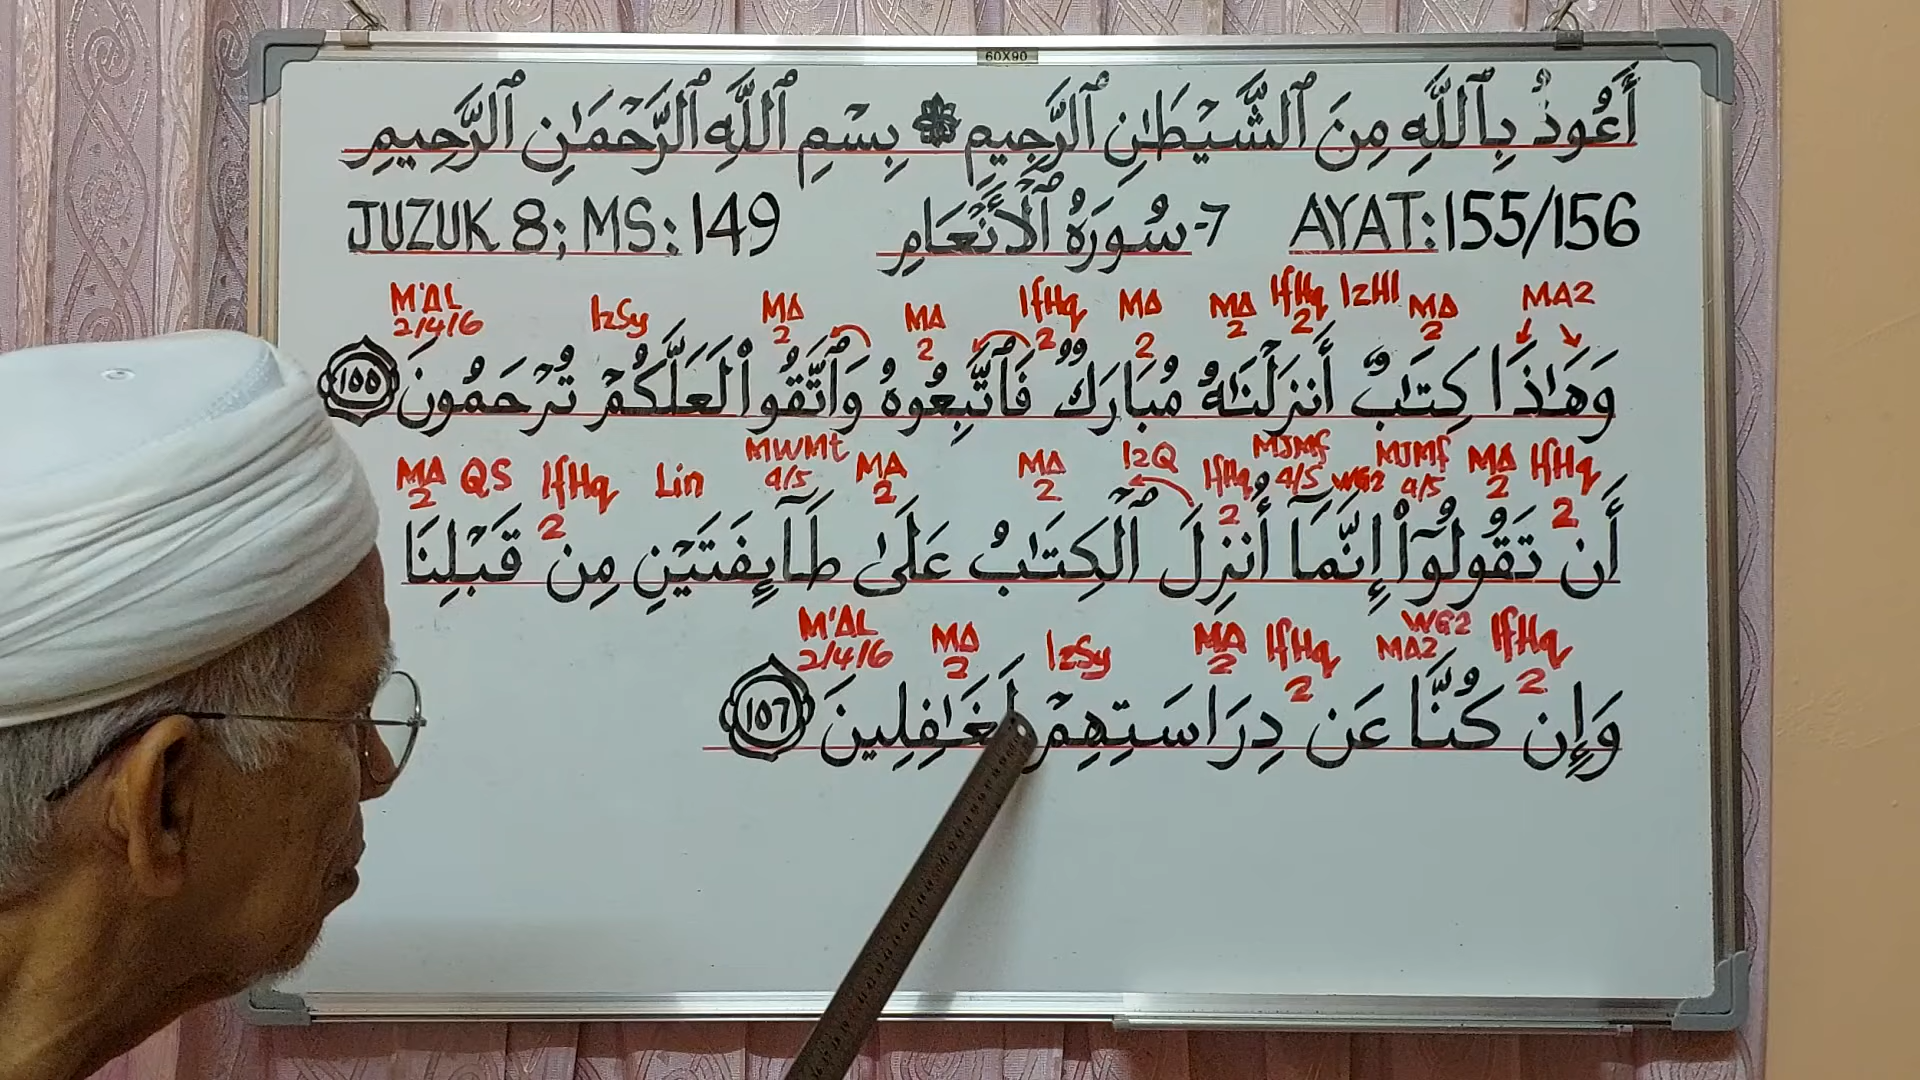 60X90
أَعُوذُ بِٱللَّهِ مِنَ ٱلشَّيْطَٰنِ ٱلرَّجِيمِ ۞ بِسْمِ ٱللَّهِ ٱلرَّحْمَٰنِ ٱلرَّحِيمِ
JUZUK 8; MS: 149 7-سُورَةُ ٱلْأَنْعَامِ AYAT: 155/156
M'AL 2/4/6 IzSy MA 2 MA 2 IfHq 2 MA 2 MA 2 IfHq 2 IzHl MA 2 MA2
وَهَٰذَا كِتَٰبٌ أَنزَلْنَٰهُ مُبَارَكٌ فَٱتَّبِعُوهُ وَٱتَّقُوا۟ لَعَلَّكُمْ تُرْحَمُونَ ١٥٥
MA 2 QS IfHq 2 Lin MWMt 4/5 MA 2 MA 2 IzQ IfHq 2 MJMf 4/5 WG2 MJMf 4/5 MA 2 IfHq 2
أَن تَقُولُوٓا۟ إِنَّمَآ أُنزِلَ ٱلْكِتَٰبُ عَلَىٰ طَآئِفَتَيْنِ مِن قَبْلِنَا
M'AL 2/4/6 MA 2 IzSy MA 2 IfHq 2 MA2 WG2 IfHq 2
وَإِن كُنَّا عَن دِرَاسَتِهِمْ لَغَٰفِلِينَ ١٥٦